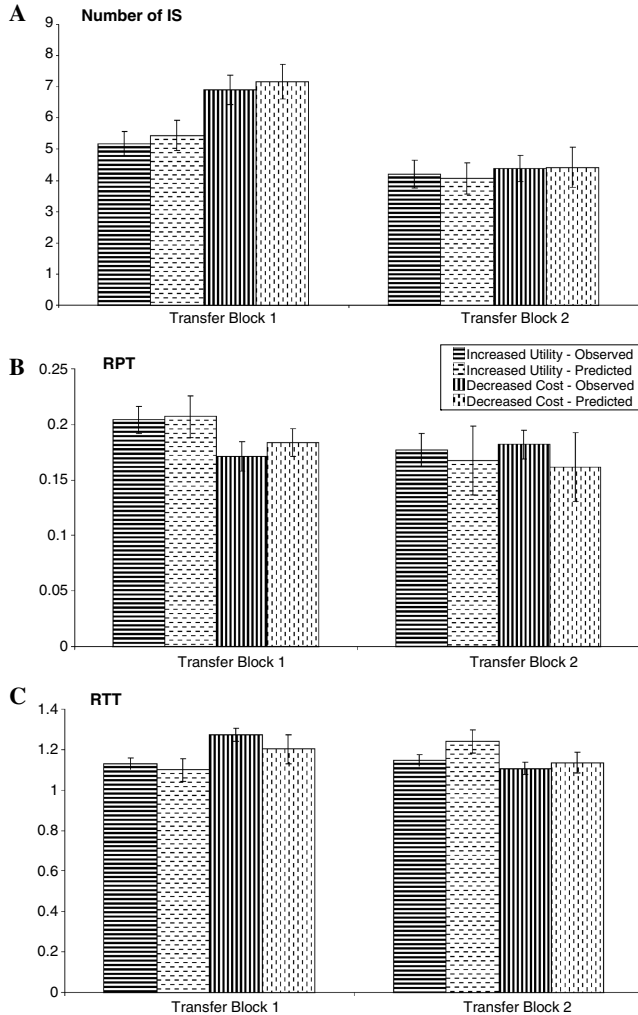 A
Number of IS
9
8
7
6
5
4
3
2
1
0
Transfer Block 1
Transfer Block 2
B
RPT
Increased Utility - Observed
Increased Utility - Predicted
Decreased Cost - Observed
Decreased Cost - Predicted
0.25
0.2
0.15
0.1
0.05
0
Transfer Block 1
Transfer Block 2
C
RTT
1.4
1.2
1
0.8
0.6
0.4
0.2
0
Transfer Block 1
Transfer Block 2